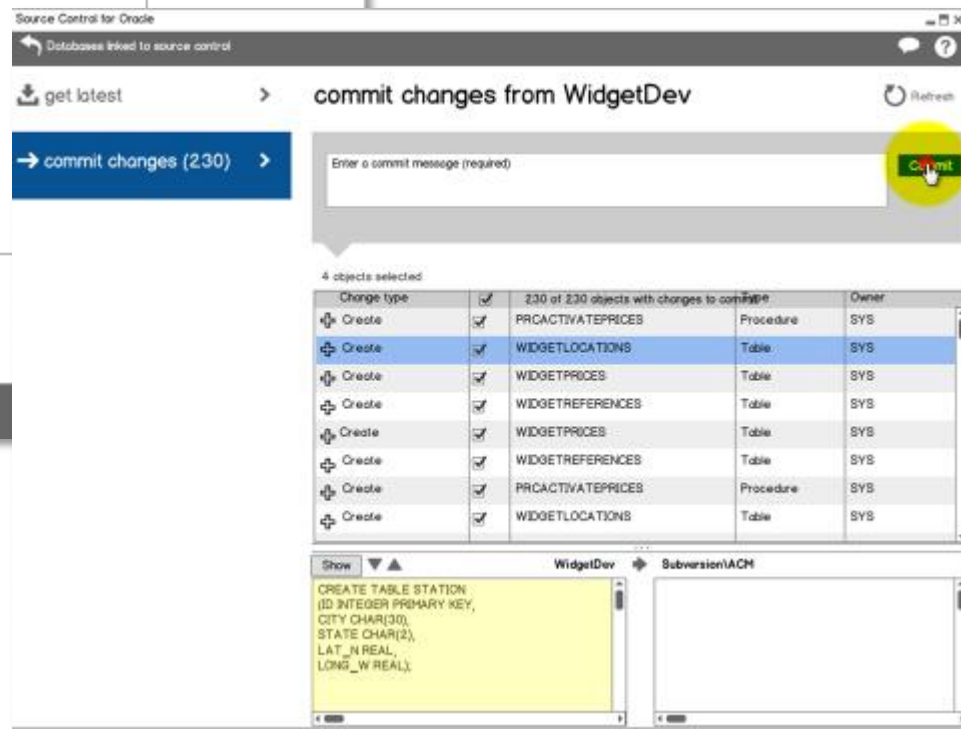 Source Control for Oracle
Databases linked to source control
?
get latest
commit changes from WidgetDev
Refresh
commit changes (230)
Enter a commit message (required)
Commit
4 objects selected
Change type 230 of 230 objects with changes to commit Type Owner
Create PRCACTIVATEPRICES Procedure SYS
Create WIDGETLOCATIONS Table SYS
Create WIDGETPRICES Table SYS
Create WIDGETREFERENCES Table SYS
Create WIDGETPRICES Table SYS
Create WIDGETREFERENCES Table SYS
Create PRCACTIVATEPRICES Procedure SYS
Create WIDGETLOCATIONS Table SYS
Show WidgetDev Subversion\ACM
CREATE TABLE STATION
(ID INTEGER PRIMARY KEY,
CITY CHAR(30),
STATE CHAR(2),
LAT_N REAL,
LONG_W REAL);